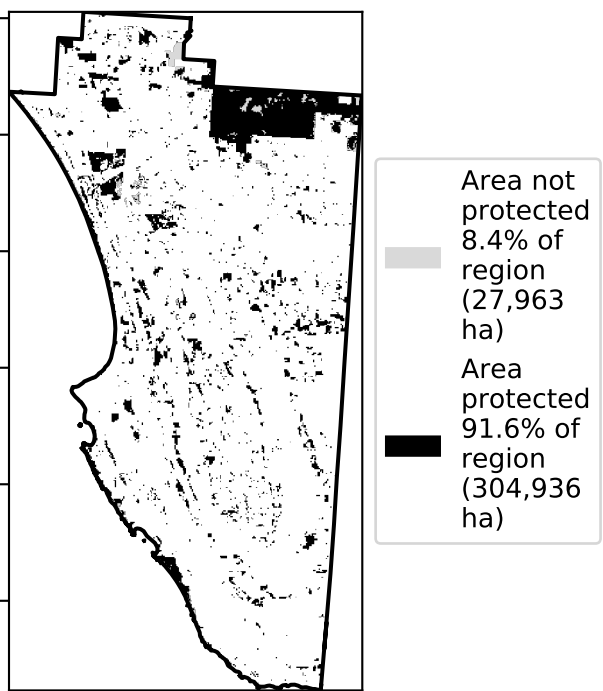 Area not
protected
8.4% of
region
(27,963
ha)
Area
protected
91.6% of
region
(304,936
ha)